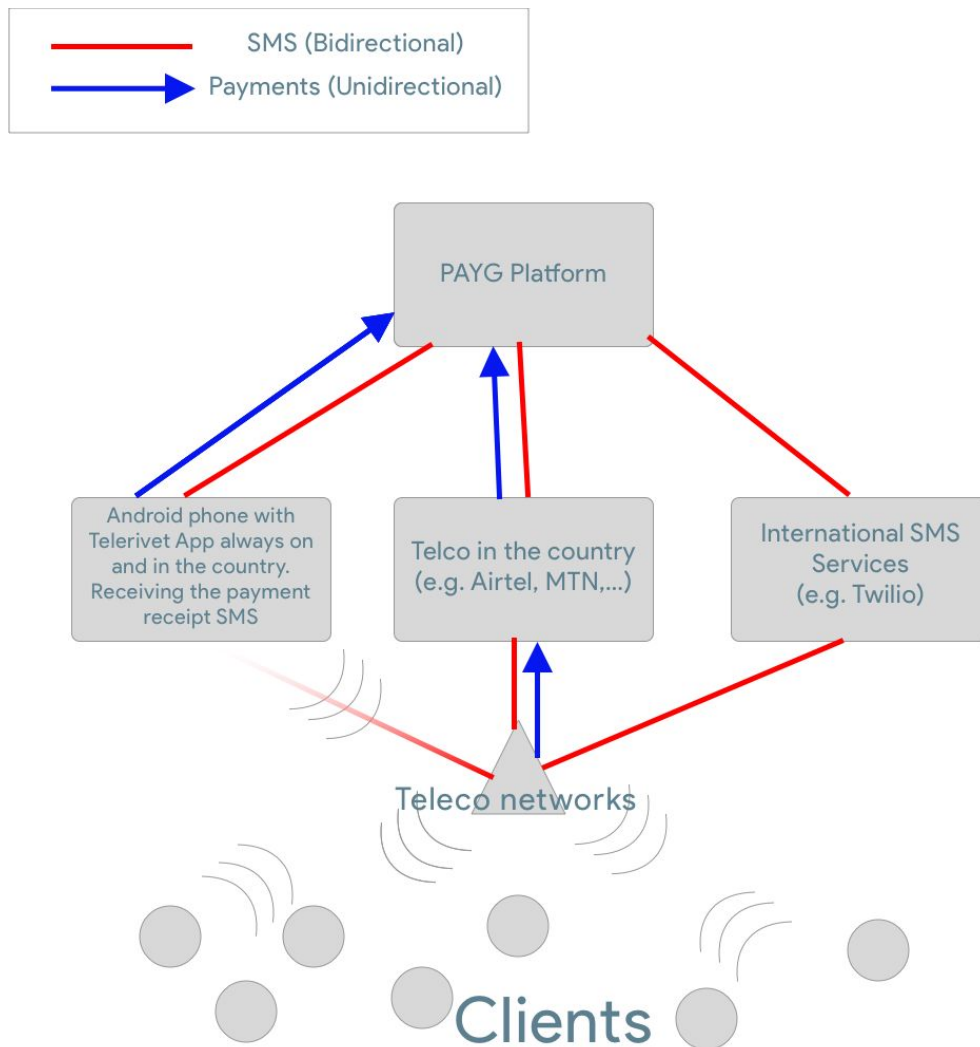 SMS (Bidirectional)
Payments (Unidirectional)
PAYG Platform
Android phone with
Telerivet App always on
and in the country.
Receiving the payment
receipt SMS
Telco in the country
(e.g. Airtel, MTN,...)
International SMS
Services
(e.g. Twilio)
Teleco networks
Clients